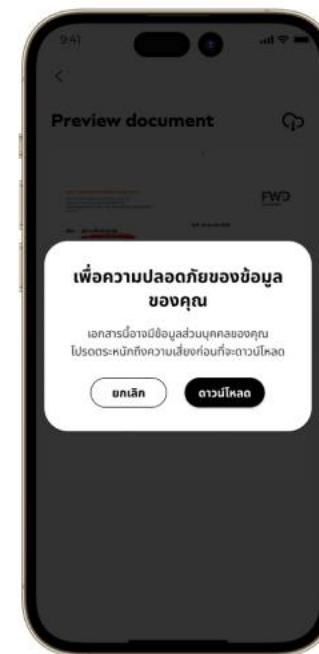 9:41
Preview document
FWD
เพื่อความปลอดภัยของข้อมูล
ของคุณ
เอกสารนี้อาจมีข้อมูลส่วนบุคคลของคุณ
โปรดตระหนักถึงความเสี่ยงก่อนที่จะดาวน์โหลด
ยกเลิก
ดาวน์โหลด